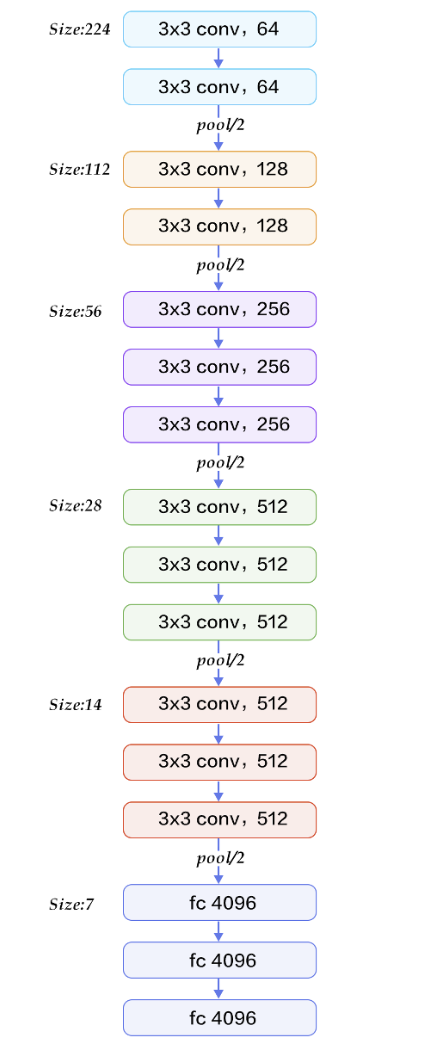 Size:224
3x3 conv，64
3x3 conv，64
pool/2
Size:112
3x3 conv，128
3x3 conv，128
pool/2
Size:56
3x3 conv，256
3x3 conv，256
3x3 conv，256
pool/2
Size:28
3x3 conv，512
3x3 conv，512
3x3 conv，512
pool/2
Size:14
3x3 conv，512
3x3 conv，512
3x3 conv，512
pool/2
Size:7
fc 4096
fc 4096
fc 4096